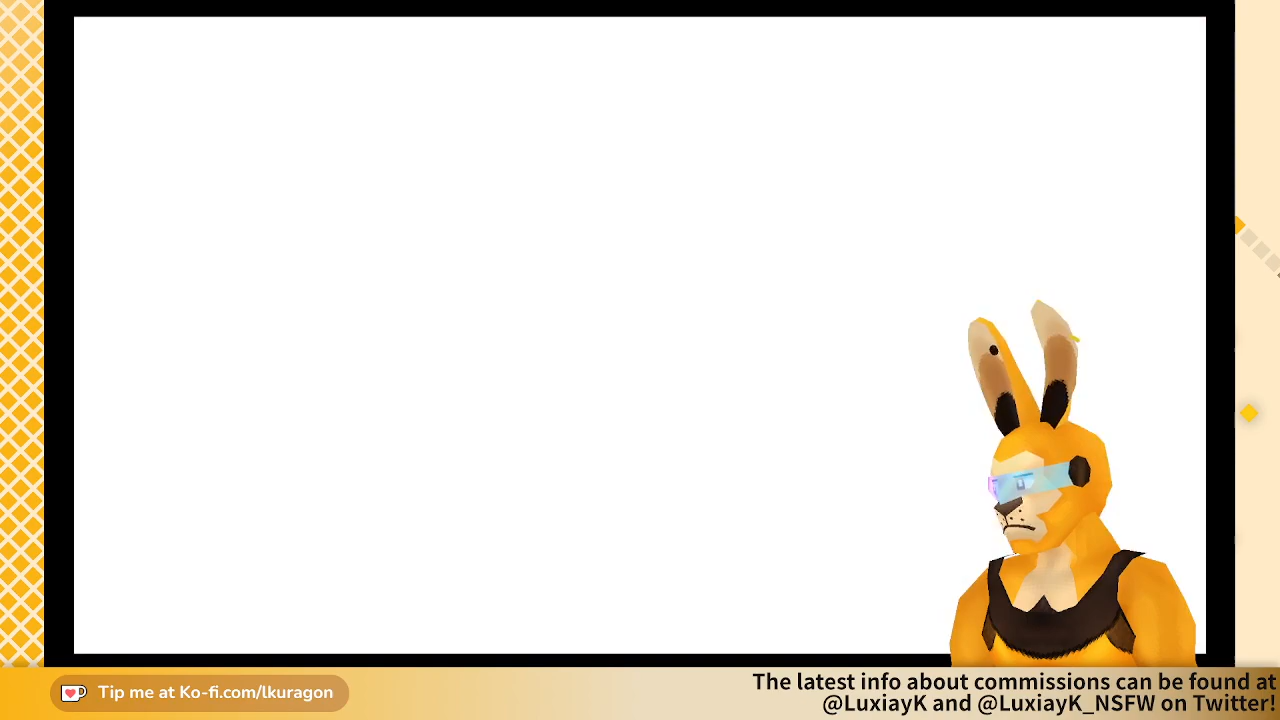 Tip me at Ko-fi.com/lkuragon
The latest info about commissions can be found at
@LuxiayK and @LuxiayK_NSFW on Twitter!